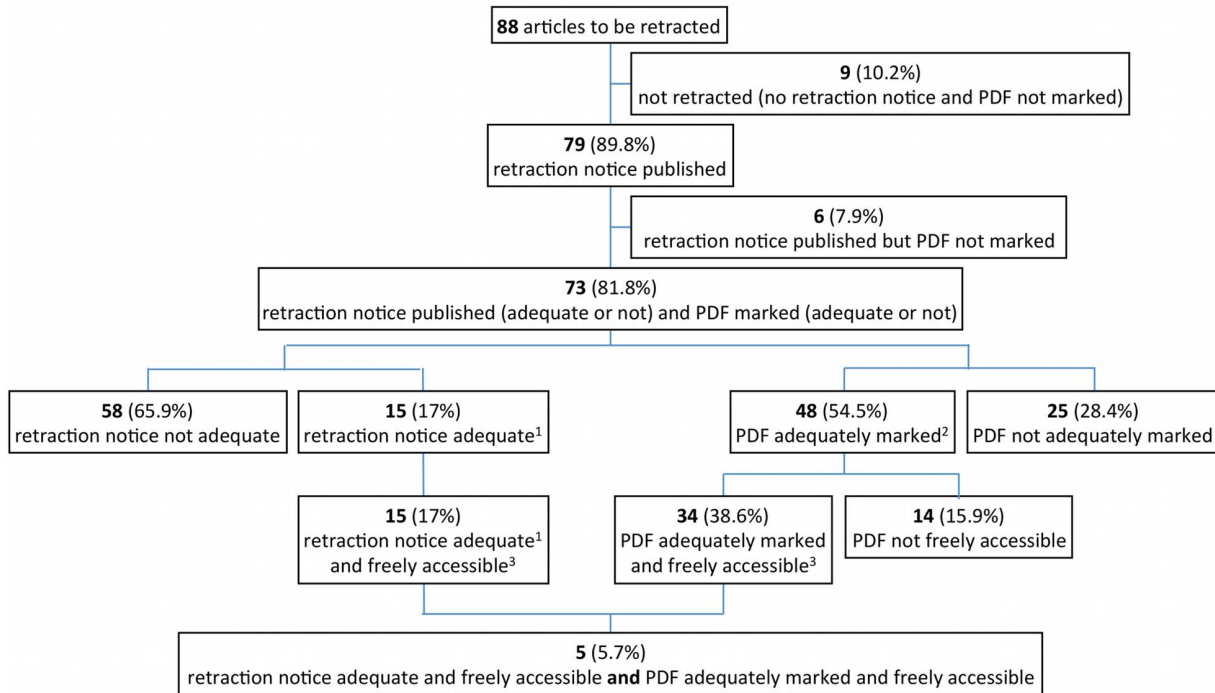 88 articles to be retracted
9 (10.2%)
not retracted (no retraction notice and PDF not marked)
79 (89.8%)
retraction notice published
6 (7.9%)
retraction notice published but PDF not marked
73 (81.8%)
retraction notice published (adequate or not) and PDF marked (adequate or not)
58 (65.9%)
retraction notice not adequate
15 (17%)
retraction notice adequate¹
48 (54.5%)
PDF adequately marked²
25 (28.4%)
PDF not adequately marked
15 (17%)
retraction notice adequate¹
and freely accessible³
34 (38.6%)
PDF adequately marked
and freely accessible³
14 (15.9%)
PDF not freely accessible
5 (5.7%)
retraction notice adequate and freely accessible and PDF adequately marked and freely accessible